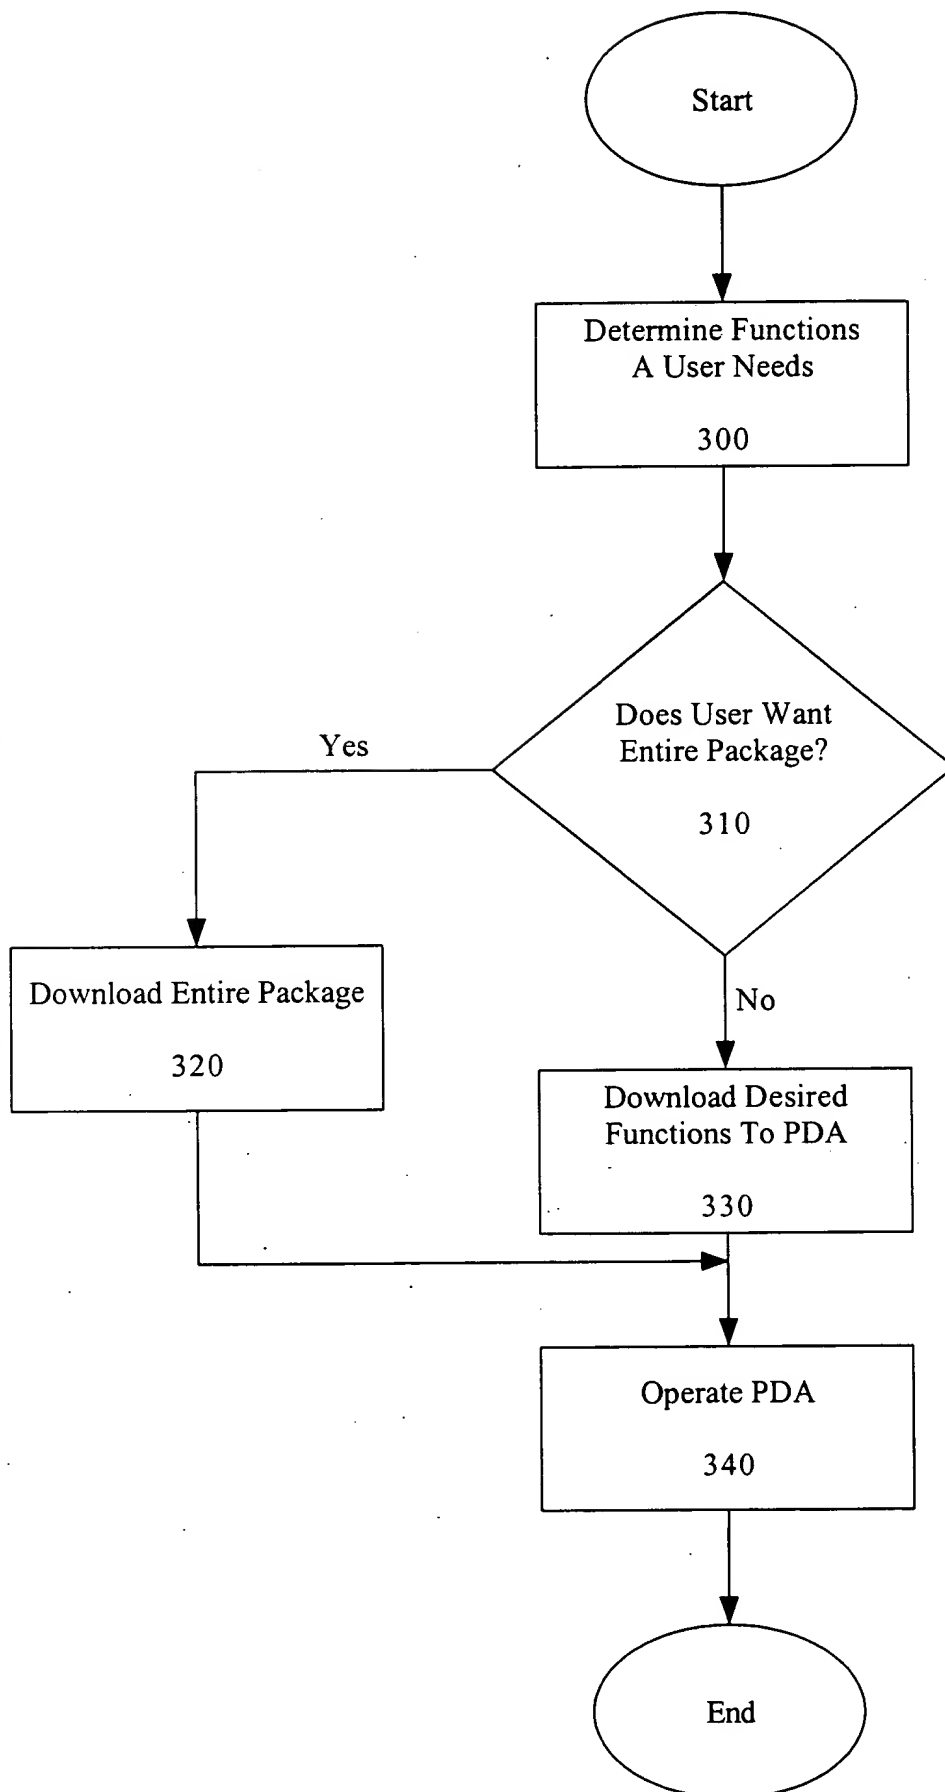 Start
Determine Functions
A User Needs
300
Does User Want
Entire Package?
310
Yes
No
Download Entire Package
320
Download Desired
Functions To PDA
330
Operate PDA
340
End